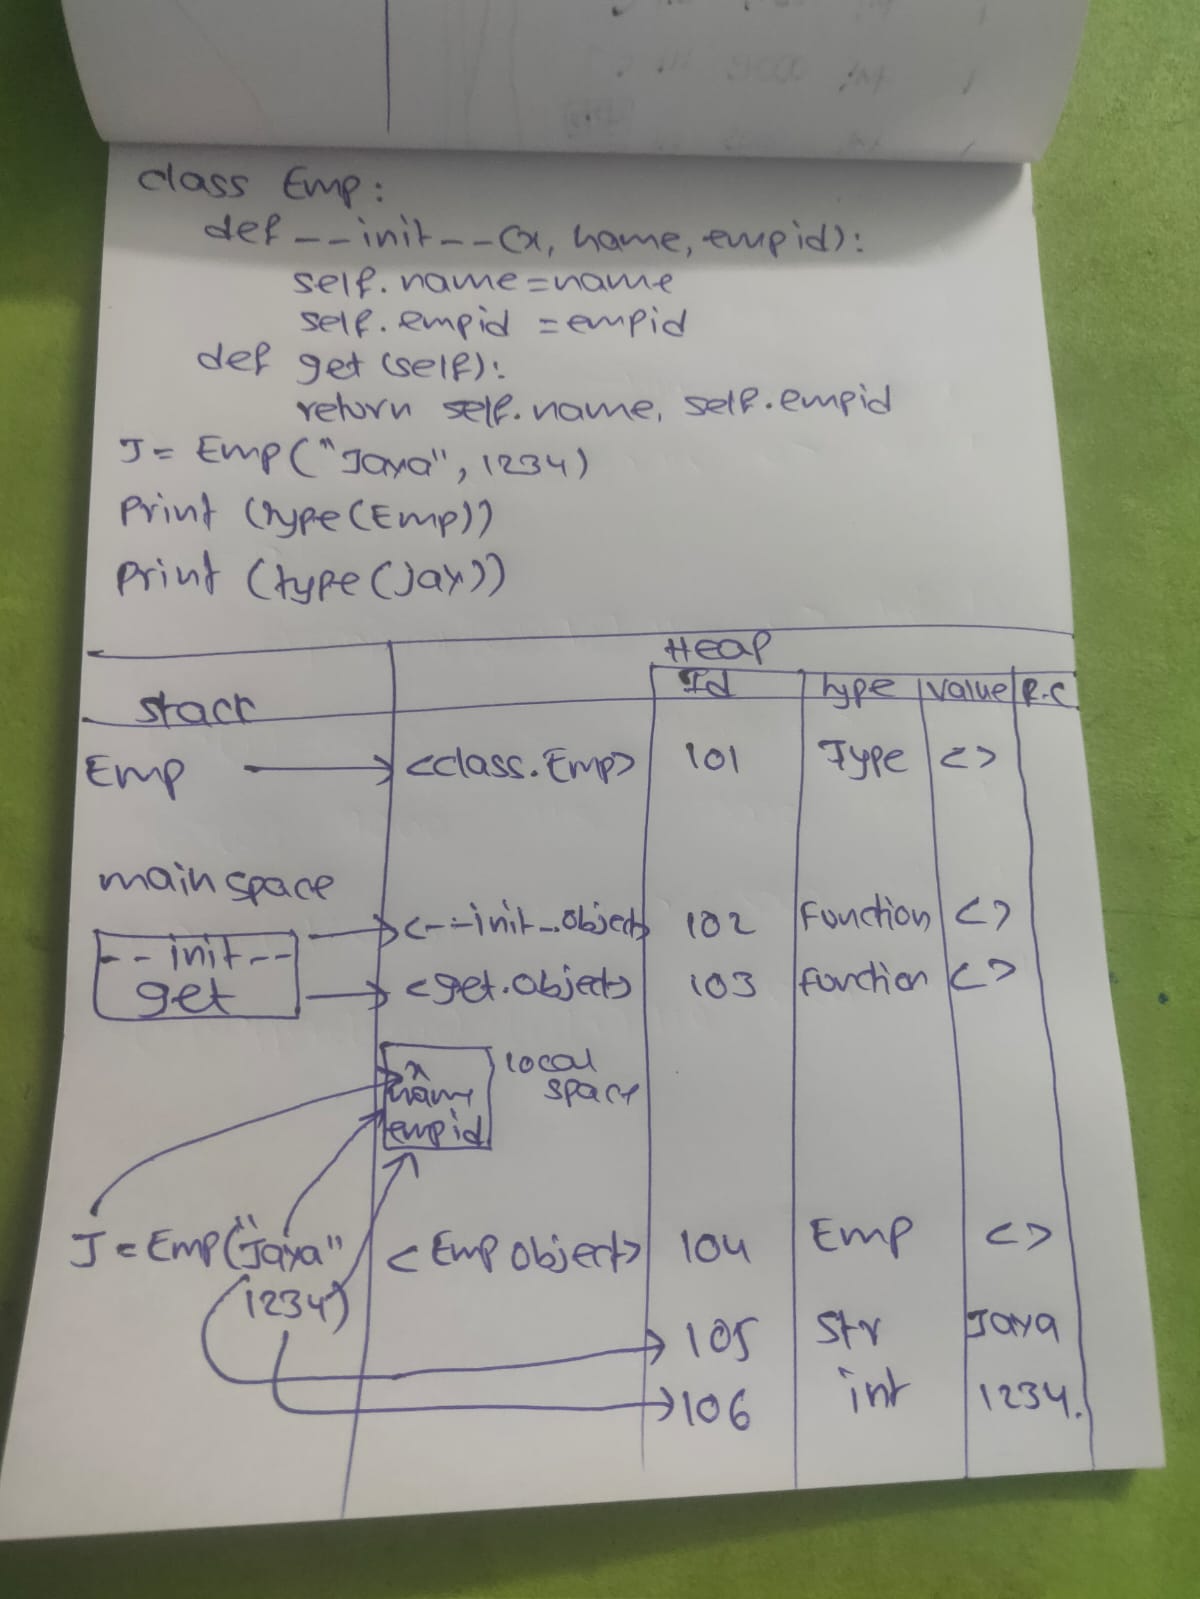 class Emp:
def __init__(x, name, empid):
self.name=name
self.empid=empid
def get(self):
return self.name, self.empid
J= Emp("Jaya", 1234)
Print (type(Emp))
Print (type(Jay))
Heap
Stack
Id type value R.C
Emp <class.Emp> 101 Type <>
main space
__init__ <--init-.object> 102 Function <>
get <get.object> 103 function <>
x
name
empid
local
space
J=Emp("Jaya" <Emp object> 104 Emp <>
(1234)
105 Str Jaya
106 int 1234.